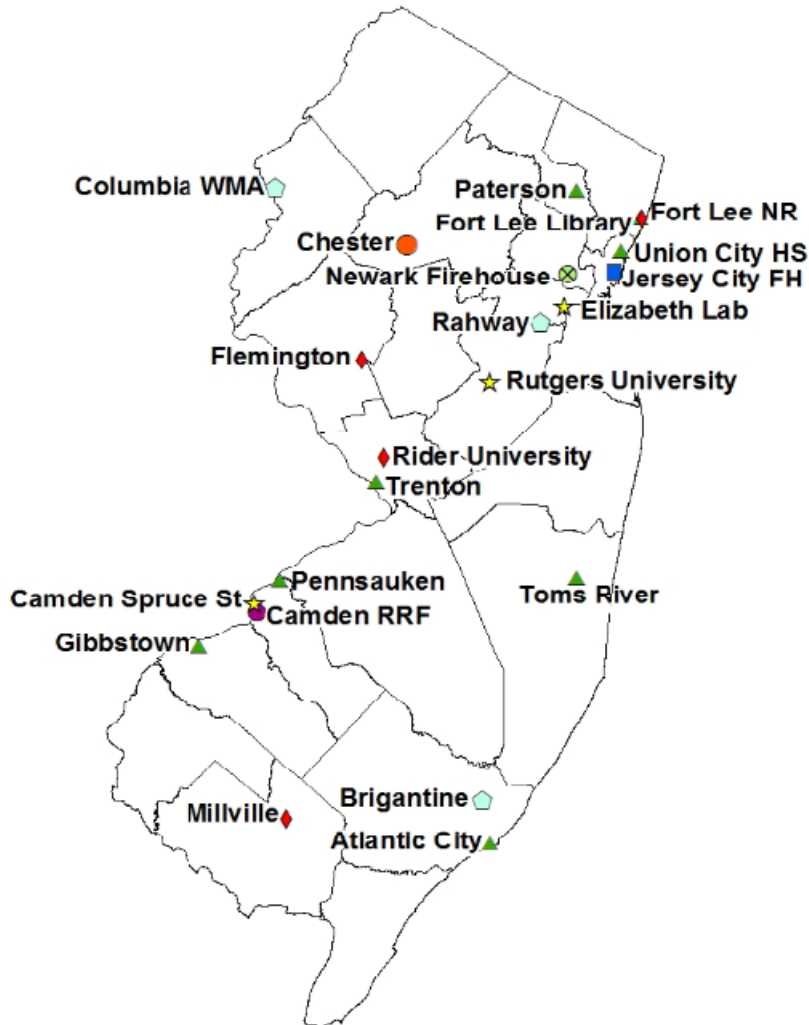 Columbia WMA
Paterson
Fort Lee NR
Fort Lee Library
Chester
Union City HS
Newark Firehouse
Jersey City FH
Elizabeth Lab
Rahway
Flemington
Rutgers University
Rider University
Trenton
Pennsauken
Toms River
Camden Spruce St
Camden RRF
Gibbstown
Brigantine
Millville
Atlantic City